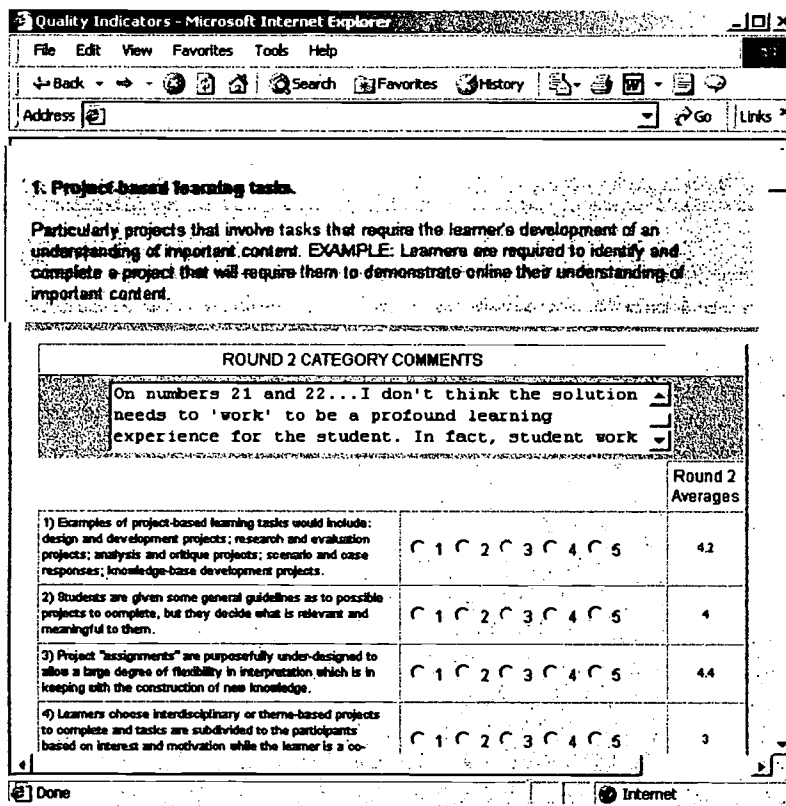 Quality Indicators - Microsoft Internet Explorer
File Edit View Favorites Tools Help
Back Search Favorites History
Address Go Links »
1. Project-based learning tasks.
Particularly projects that involve tasks that require the learner's development of an
understanding of important content. EXAMPLE: Learners are required to identify and
complete a project that will require them to demonstrate online their understanding of
important content.
ROUND 2 CATEGORY COMMENTS
On numbers 21 and 22...I don't think the solution
needs to 'work' to be a profound learning
experience for the student. In fact, student work
Round 2
Averages
1) Examples of project-based learning tasks would include:
design and development projects; research and evaluation
projects; analysis and critique projects; scenario and case
responses; knowledge-base development projects.
1 2 3 4 5
4.2
2) Students are given some general guidelines as to possible
projects to complete, but they decide what is relevant and
meaningful to them.
1 2 3 4 5
4
3) Project "assignments" are purposefully under-designed to
allow a large degree of flexibility in interpretation which is in
keeping with the construction of new knowledge.
1 2 3 4 5
4.4
4) Learners choose interdisciplinary or theme-based projects
to complete and tasks are subdivided to the participants
based on interest and motivation while the learner is a co-
1 2 3 4 5
3
Done Internet